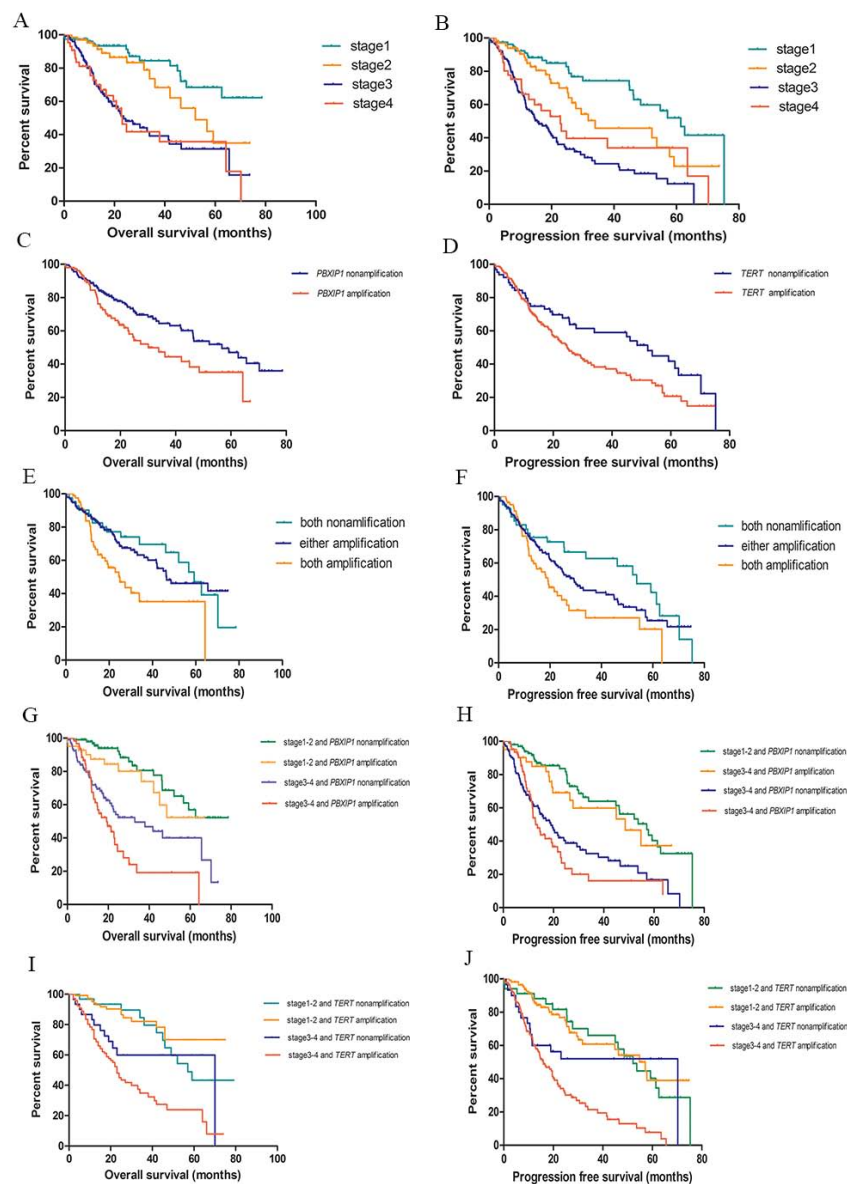 A
Percent survival
100
80
60
40
20
0
0 20 40 60 80 100
Overall survival (months)
stage1
stage2
stage3
stage4
B
Percent survival
100
80
60
40
20
0
0 20 40 60 80
Progression free survival (months)
stage1
stage2
stage3
stage4
C
Percent survival
100
80
60
40
20
0
0 20 40 60 80
Overall survival (months)
PBXIP1 nonamplification
PBXIP1 amplification
D
Percent survival
100
80
60
40
20
0
0 20 40 60 80
Progression free survival (months)
TERT nonamplification
TERT amplification
E
Percent survival
100
80
60
40
20
0
0 20 40 60 80 100
Overall survival (months)
both nonamlification
either amplification
both amplification
F
Percent survival
100
80
60
40
20
0
0 20 40 60 80
Progression free survival (months)
both nonamlification
either amplification
both amplification
G
Percent survival
100
80
60
40
20
0
0 20 40 60 80 100
Overall survival (months)
stage1-2 and PBXIP1 nonamplification
stage1-2 and PBXIP1 amplification
stage3-4 and PBXIP1 nonamplification
stage3-4 and PBXIP1 amplification
H
Percent survival
100
80
60
40
20
0
0 20 40 60 80
Progression free survival (months)
stage1-2 and PBXIP1 nonamplification
stage3-4 and PBXIP1 amplification
stage3-4 and PBXIP1 nonamplification
stage3-4 and PBXIP1 amplification
I
Percent survival
100
80
60
40
20
0
0 20 40 60 80 100
Overall survival (months)
stage1-2 and TERT nonamplification
stage1-2 and TERT amplification
stage3-4 and TERT nonamplification
stage3-4 and TERT amplification
J
Percent survival
100
80
60
40
20
0
0 20 40 60 80
Progression free survival (months)
stage1-2 and TERT nonamplification
stage1-2 and TERT amplification
stage3-4 and TERT nonamplification
stage3-4 and TERT amplification